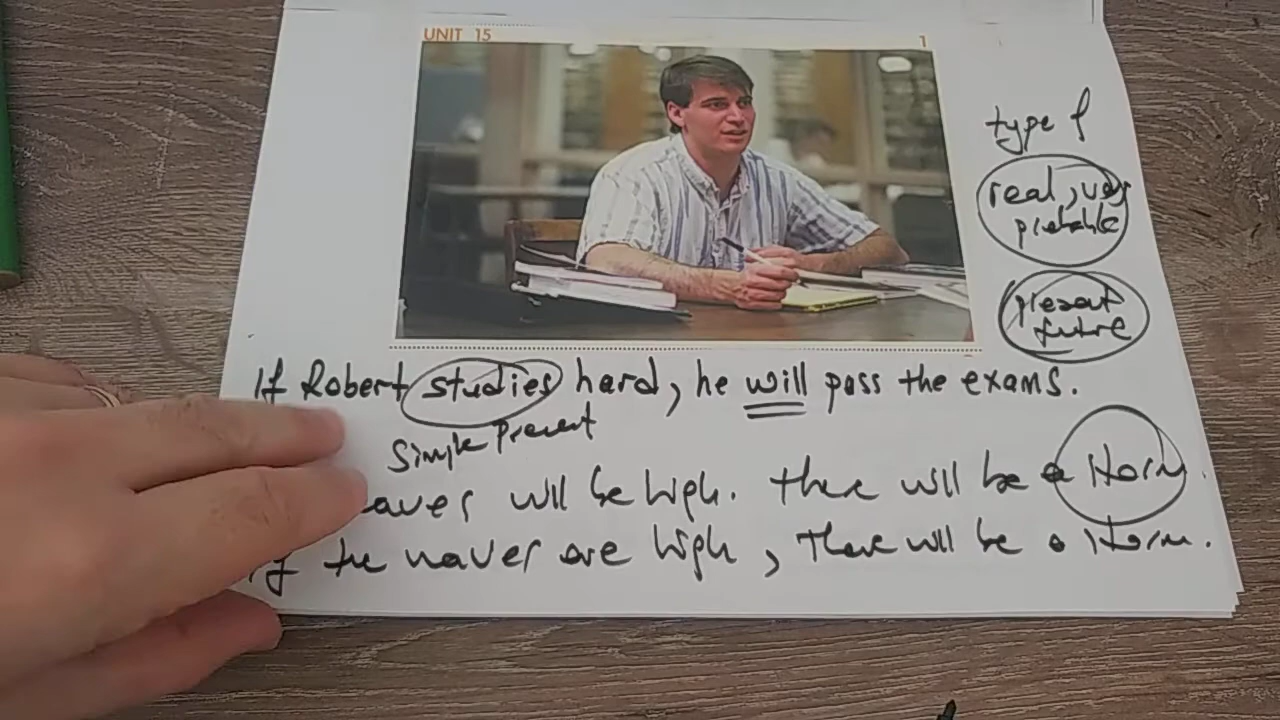 UNIT 15 1
type 1
real, very
probable
present
future
If Robert studies hard, he will pass the exams.
Simple Present
waves will be high. there will be a storm.
If the waves are high, there will be a storm.